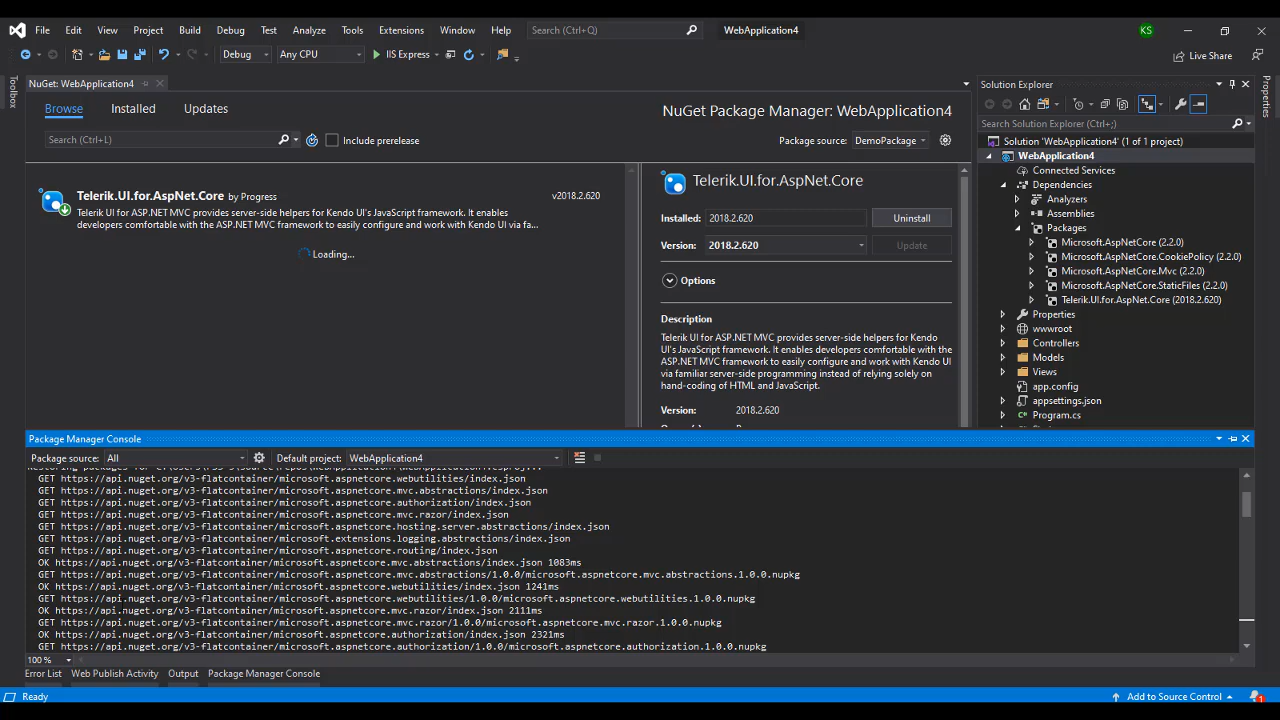 File Edit View Project Build Debug Test Analyze Tools Extensions Window Help Search (Ctrl+Q) WebApplication4 KS
Debug Any CPU IIS Express Live Share
Toolbox
NuGet: WebApplication4
Browse Installed Updates
NuGet Package Manager: WebApplication4
Search (Ctrl+L) Include prerelease
Package source: DemoPackage
Telerik.UI.for.AspNet.Core by Progress v2018.2.620
Telerik UI for ASP.NET MVC provides server-side helpers for Kendo UI's JavaScript framework. It enables
developers comfortable with the ASP.NET MVC framework to easily configure and work with Kendo UI via fa...
Loading...
Telerik.UI.for.AspNet.Core
Installed: 2018.2.620 Uninstall
Version: 2018.2.620 Update
Options
Description
Telerik UI for ASP.NET MVC provides server-side helpers for Kendo
UI's JavaScript framework. It enables developers comfortable with the
ASP.NET MVC framework to easily configure and work with Kendo UI
via familiar server-side programming instead of relying solely on
hand-coding of HTML and JavaScript.
Version: 2018.2.620
Solution Explorer
Search Solution Explorer (Ctrl+;)
Solution 'WebApplication4' (1 of 1 project)
WebApplication4
Connected Services
Dependencies
Analyzers
Assemblies
Packages
Microsoft.AspNetCore (2.2.0)
Microsoft.AspNetCore.CookiePolicy (2.2.0)
Microsoft.AspNetCore.Mvc (2.2.0)
Microsoft.AspNetCore.StaticFiles (2.2.0)
Telerik.UI.for.AspNet.Core (2018.2.620)
Properties
wwwroot
Controllers
Models
Views
app.config
appsettings.json
Program.cs
Properties
Package Manager Console
Package source: All Default project: WebApplication4
GET https://api.nuget.org/v3-flatcontainer/microsoft.aspnetcore.webutilities/index.json
GET https://api.nuget.org/v3-flatcontainer/microsoft.aspnetcore.mvc.abstractions/index.json
GET https://api.nuget.org/v3-flatcontainer/microsoft.aspnetcore.authorization/index.json
GET https://api.nuget.org/v3-flatcontainer/microsoft.aspnetcore.mvc.razor/index.json
GET https://api.nuget.org/v3-flatcontainer/microsoft.aspnetcore.hosting.server.abstractions/index.json
GET https://api.nuget.org/v3-flatcontainer/microsoft.extensions.logging.abstractions/index.json
GET https://api.nuget.org/v3-flatcontainer/microsoft.aspnetcore.routing/index.json
OK https://api.nuget.org/v3-flatcontainer/microsoft.aspnetcore.mvc.abstractions/index.json 1083ms
GET https://api.nuget.org/v3-flatcontainer/microsoft.aspnetcore.mvc.abstractions/1.0.0/microsoft.aspnetcore.mvc.abstractions.1.0.0.nupkg
OK https://api.nuget.org/v3-flatcontainer/microsoft.aspnetcore.webutilities/index.json 1241ms
GET https://api.nuget.org/v3-flatcontainer/microsoft.aspnetcore.webutilities/1.0.0/microsoft.aspnetcore.webutilities.1.0.0.nupkg
OK https://api.nuget.org/v3-flatcontainer/microsoft.aspnetcore.mvc.razor/index.json 2111ms
GET https://api.nuget.org/v3-flatcontainer/microsoft.aspnetcore.mvc.razor/1.0.0/microsoft.aspnetcore.mvc.razor.1.0.0.nupkg
OK https://api.nuget.org/v3-flatcontainer/microsoft.aspnetcore.authorization/index.json 2321ms
GET https://api.nuget.org/v3-flatcontainer/microsoft.aspnetcore.authorization/1.0.0/microsoft.aspnetcore.authorization.1.0.0.nupkg
100 %
Error List Web Publish Activity Output Package Manager Console
Ready Add to Source Control 1